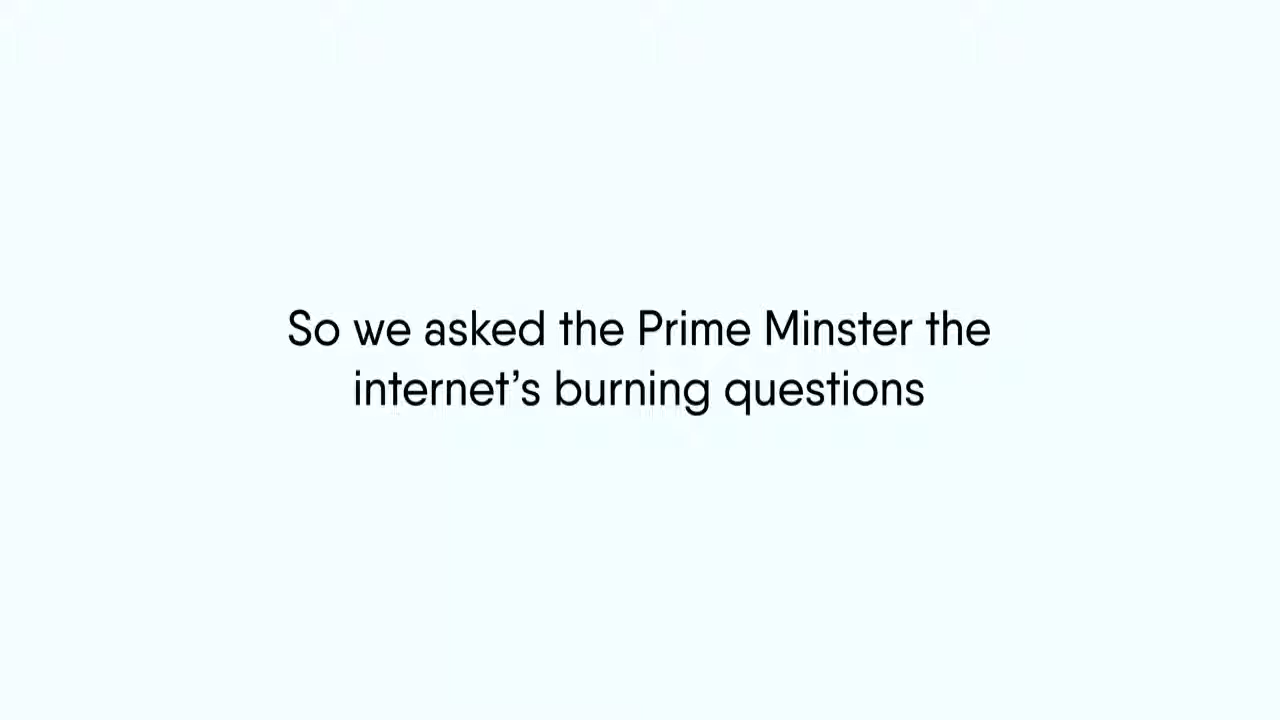 So we asked the Prime Minster the
internet’s burning questions